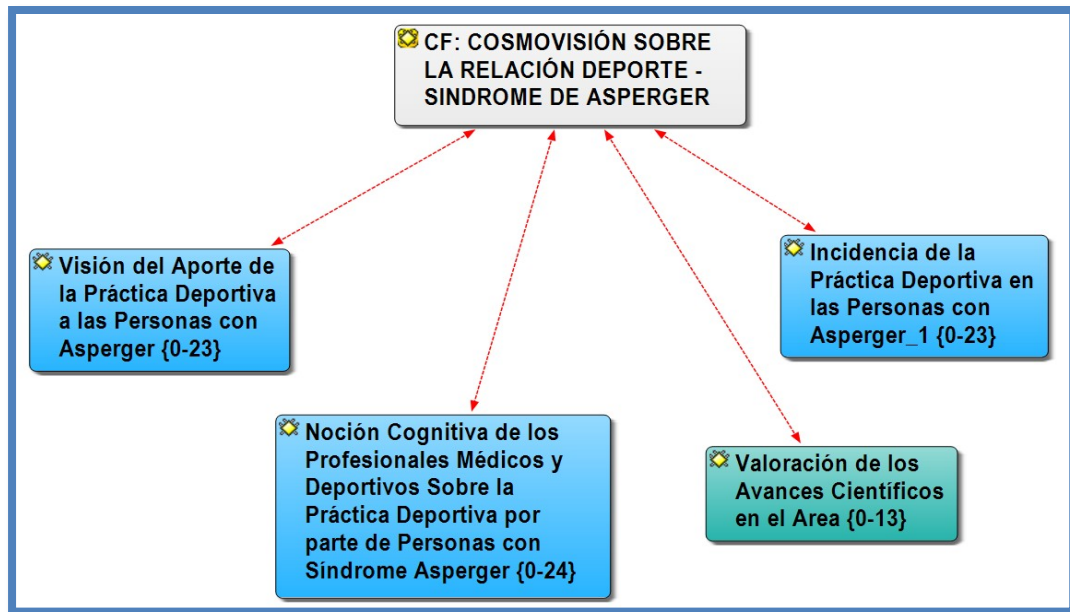 CF: COSMOVISIÓN SOBRE
LA RELACIÓN DEPORTE -
SINDROME DE ASPERGER
Visión del Aporte de
la Práctica Deportiva
a las Personas con
Asperger {0-23}
Incidencia de la
Práctica Deportiva en
las Personas con
Asperger_1 {0-23}
Noción Cognitiva de los
Profesionales Médicos y
Deportivos Sobre la
Práctica Deportiva por
parte de Personas con
Síndrome Asperger {0-24}
Valoración de los
Avances Científicos
en el Area {0-13}